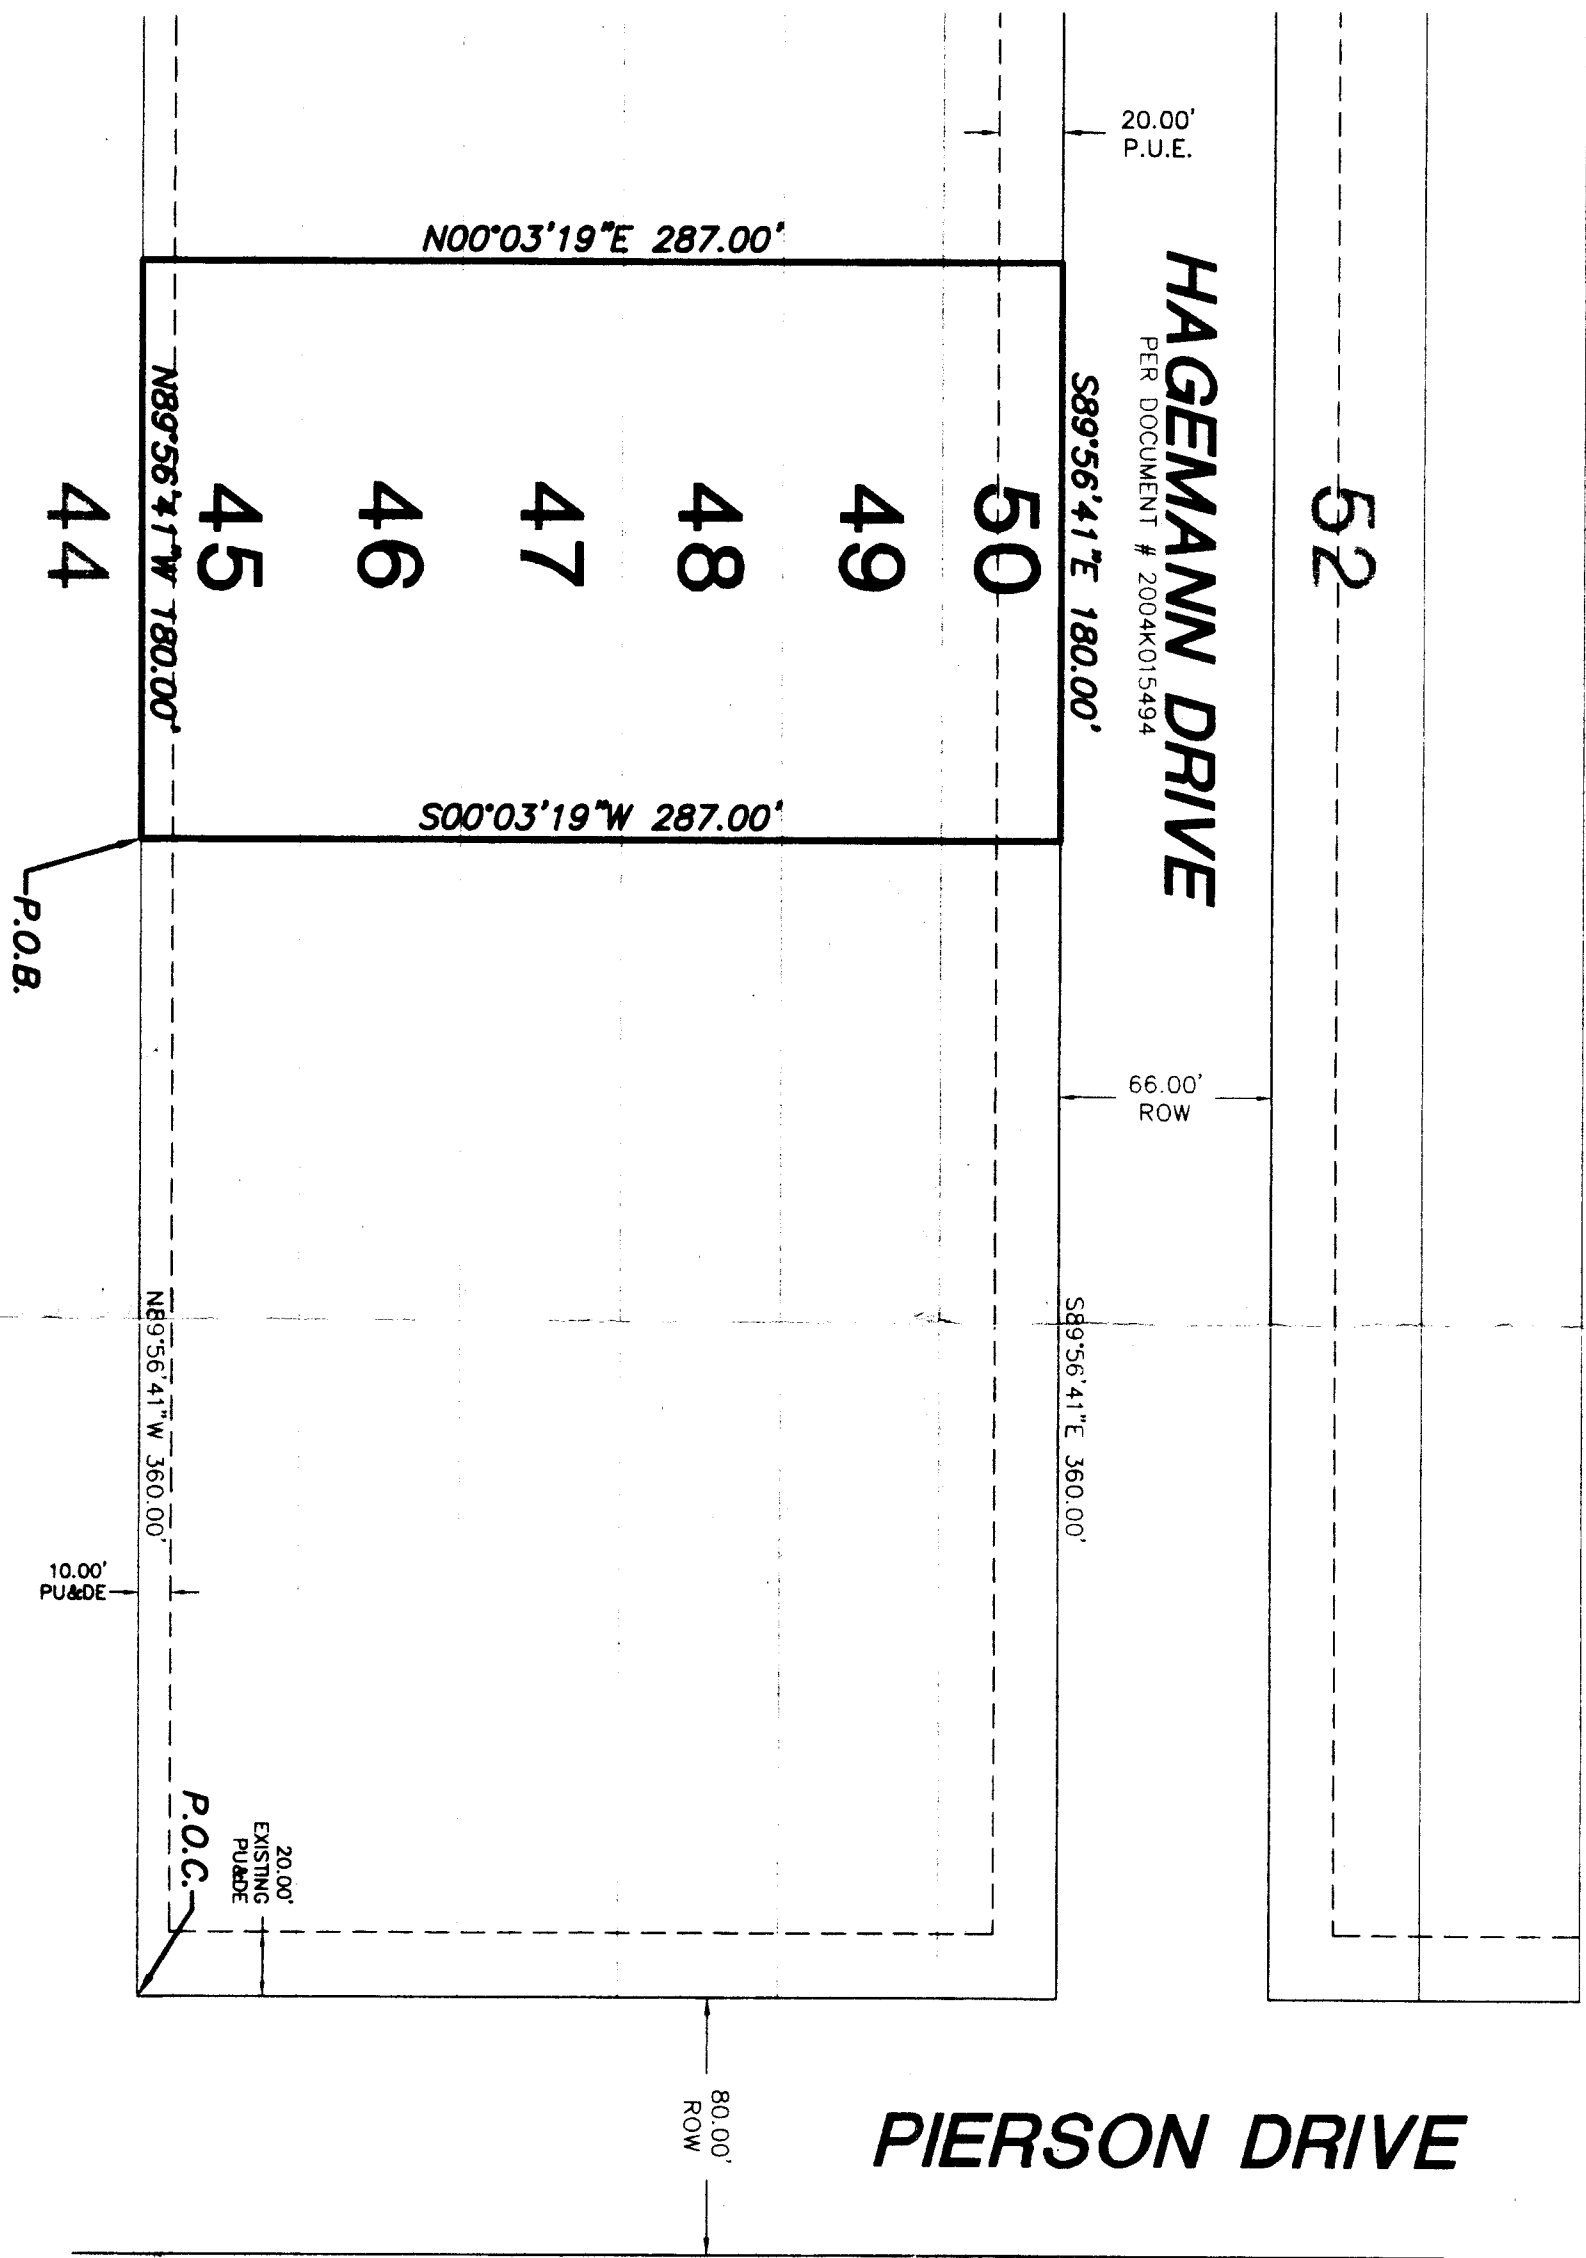 52
HAGEMANN DRIVE
PER DOCUMENT # 2004K015494
20.00'
P.U.E.
66.00'
ROW
S89°56'41"E 180.00'
S89°56'41"E 360.00'
50
49
48
47
46
45
44
N00°03'19"E 287.00'
S00°03'19"W 287.00'
N89°56'41"W 180.00'
N89°56'41"W 360.00'
P.O.B.
10.00'
PU&DE
P.O.C.
20.00'
EXISTING
PU&DE
80.00'
ROW
PIERSON DRIVE